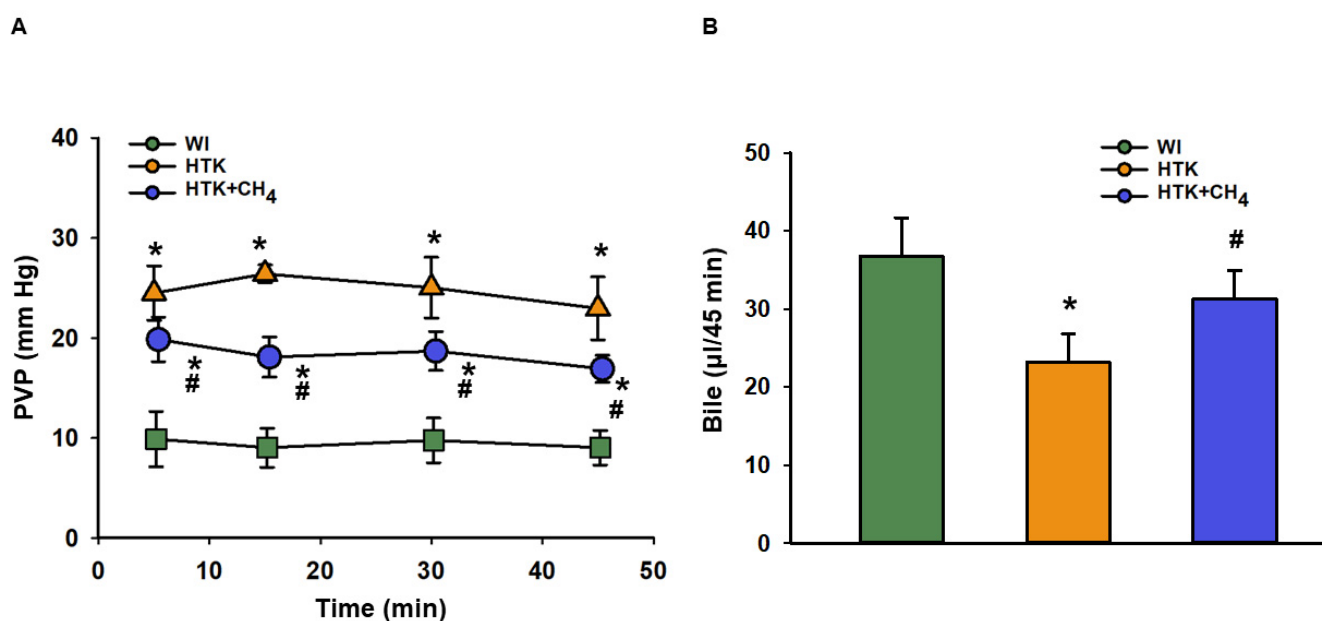 A
WI
HTK
HTK+CH4
40
30
20
10
0
PVP (mm Hg)
* * * *
*
#
*
#
*
#
*
#
0 10 20 30 40 50
Time (min)
B
WI
HTK
HTK+CH4
50
40
30
20
10
0
Bile (µl/45 min)
*
#